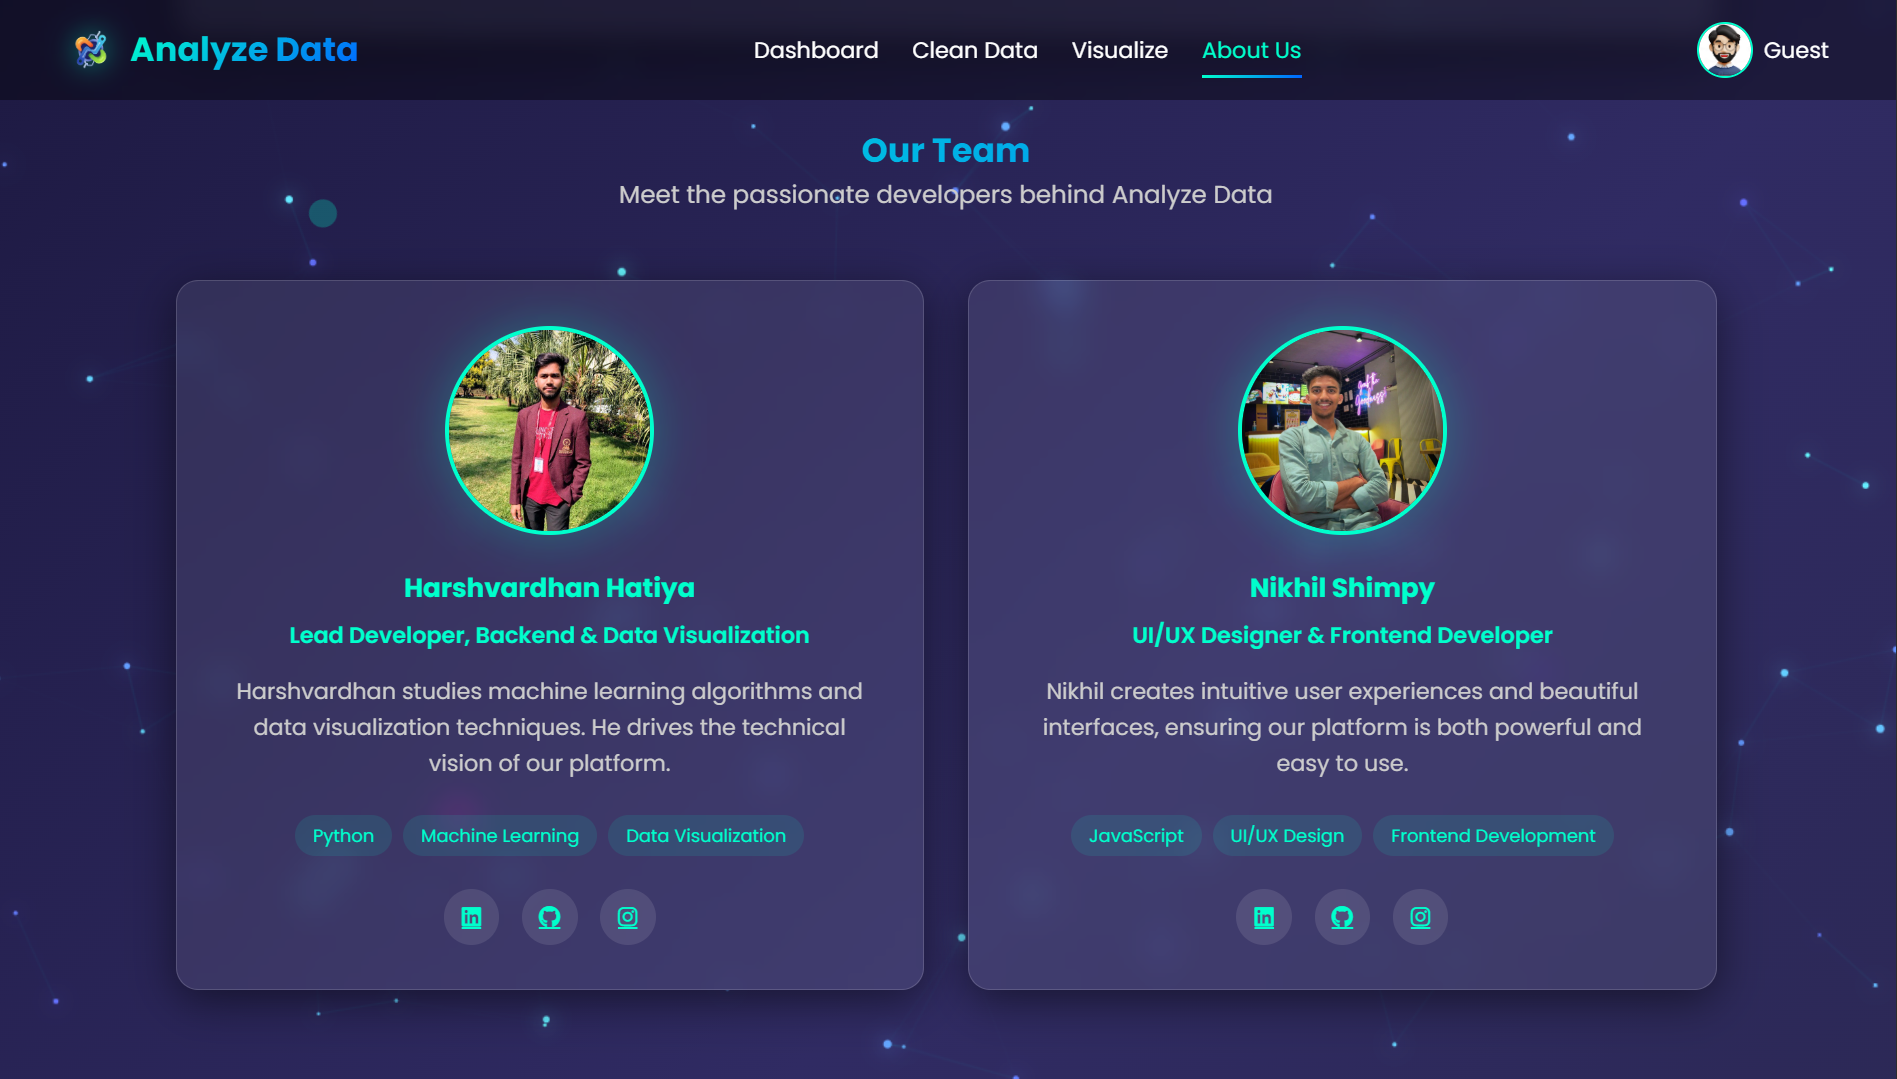 Analyze Data
Dashboard
Clean Data
Visualize
About Us
Guest
Our Team
Meet the passionate developers behind Analyze Data
Harshvardhan Hatiya
Lead Developer, Backend & Data Visualization
Harshvardhan studies machine learning algorithms and
data visualization techniques. He drives the technical
vision of our platform.
Python
Machine Learning
Data Visualization
Nikhil Shimpy
UI/UX Designer & Frontend Developer
Nikhil creates intuitive user experiences and beautiful
interfaces, ensuring our platform is both powerful and
easy to use.
JavaScript
UI/UX Design
Frontend Development